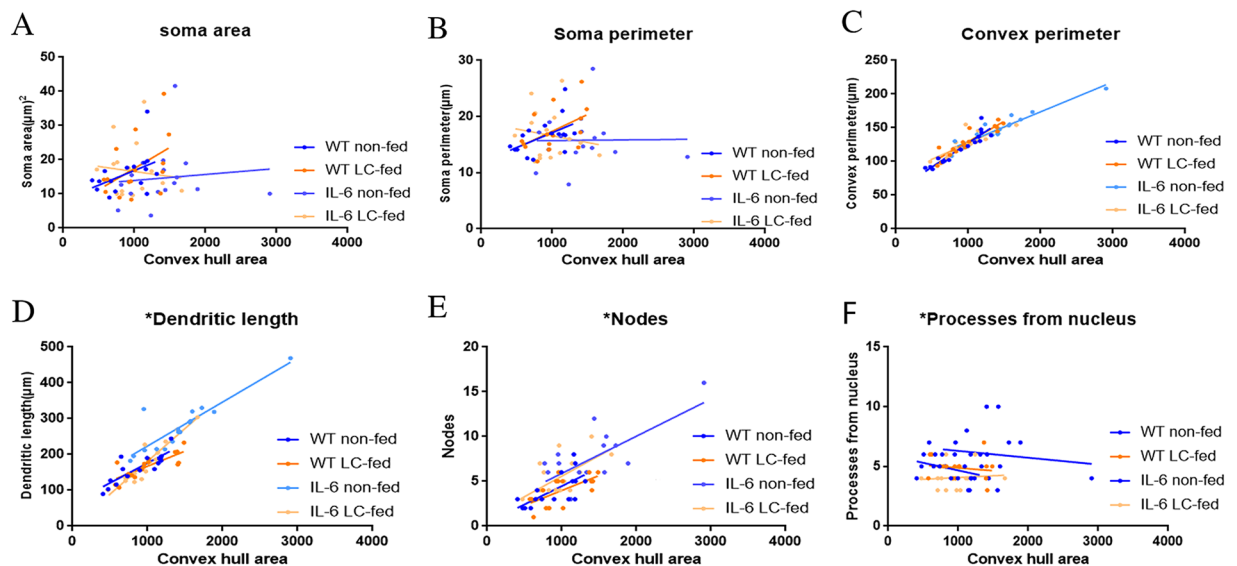 A
soma area
Soma area(µm)²
50
40
30
20
10
0
0 1000 2000 3000 4000
Convex hull area
WT non-fed
WT LC-fed
IL-6 non-fed
IL-6 LC-fed
B
Soma perimeter
Soma perimeter(µm)
30
20
10
0
0 1000 2000 3000 4000
Convex hull area
WT non-fed
WT LC-fed
IL-6 non-fed
IL-6 LC-fed
C
Convex perimeter
Convex perimeter(µm)
250
200
150
100
50
0
0 1000 2000 3000 4000
Convex hull area
WT non-fed
WT LC-fed
IL-6 non-fed
IL-6 LC-fed
D
*Dendritic length
Dendritic length(µm)
500
400
300
200
100
0
0 1000 2000 3000 4000
Convex hull area
WT non-fed
WT LC-fed
IL-6 non-fed
IL-6 LC-fed
E
*Nodes
Nodes
20
15
10
5
0
0 1000 2000 3000 4000
Convex hull area
WT non-fed
WT LC-fed
IL-6 non-fed
IL-6 LC-fed
F
*Processes from nucleus
Processes from nucleus
15
10
5
0
0 1000 2000 3000 4000
Convex hull area
WT non-fed
WT LC-fed
IL-6 non-fed
IL-6 LC-fed